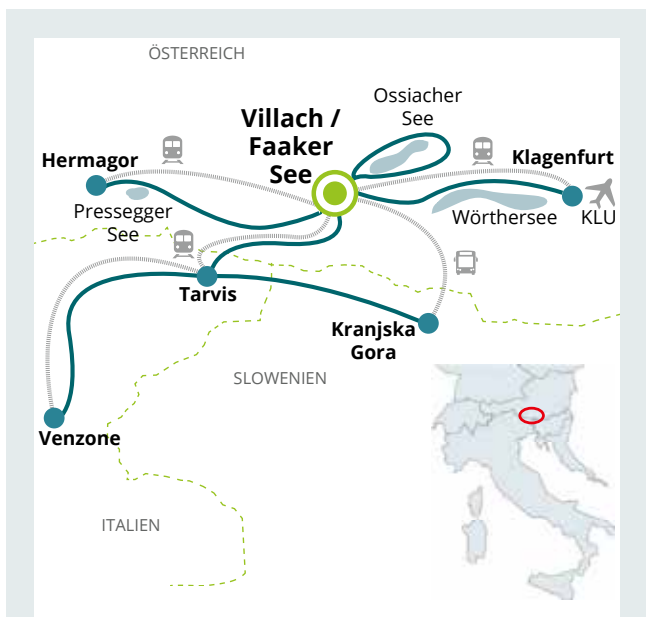 ÖSTERREICH
Ossiacher
See
Villach /
Faaker
See
Hermagor
Klagenfurt
Pressegger
See
Wörthersee
KLU
Tarvis
Kranjska
Gora
SLOWENIEN
Venzone
ITALIEN